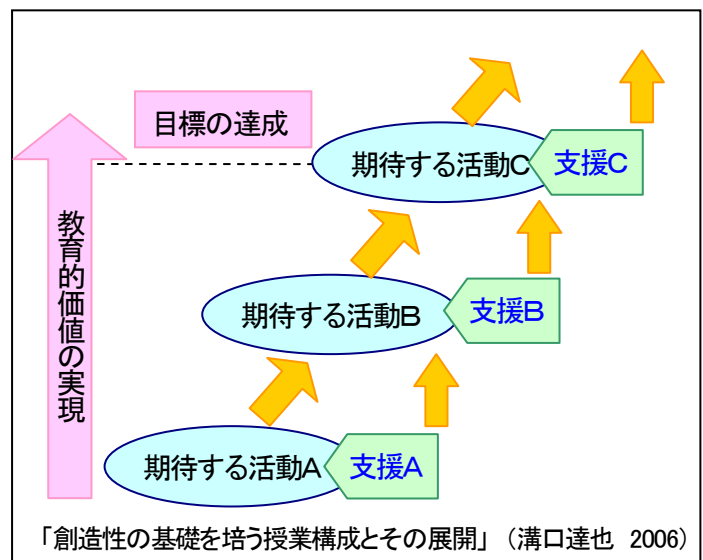 目標の達成
期待する活動C
支援C
教育的価値の実現
期待する活動B
支援B
期待する活動A
支援A
「創造性の基礎を培う授業構成とその展開」（溝口達也 2006）